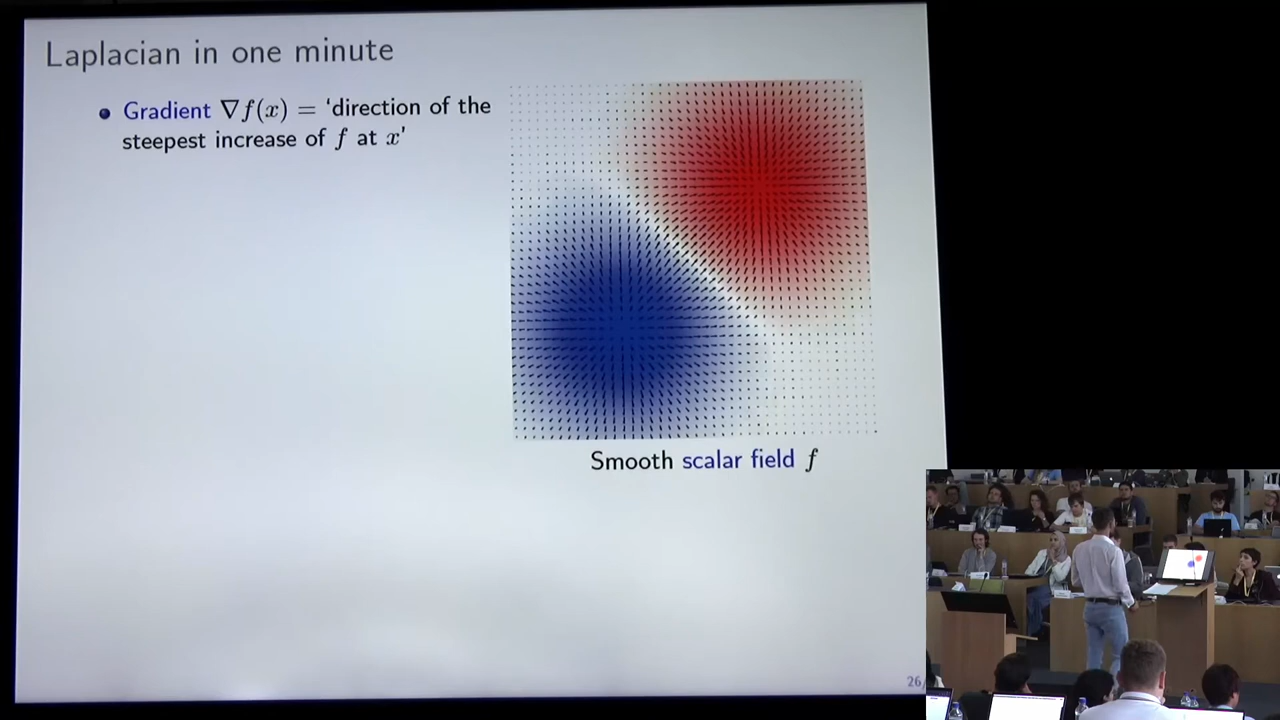 Laplacian in one minute
Gradient ∇f(x) = ‘direction of the
steepest increase of f at x’
Smooth scalar field f
26